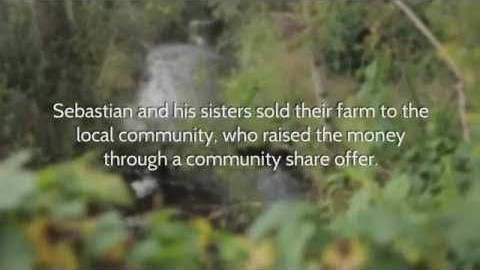 Sebastian and his sisters sold their farm to the
local community, who raised the money
through a community share offer.